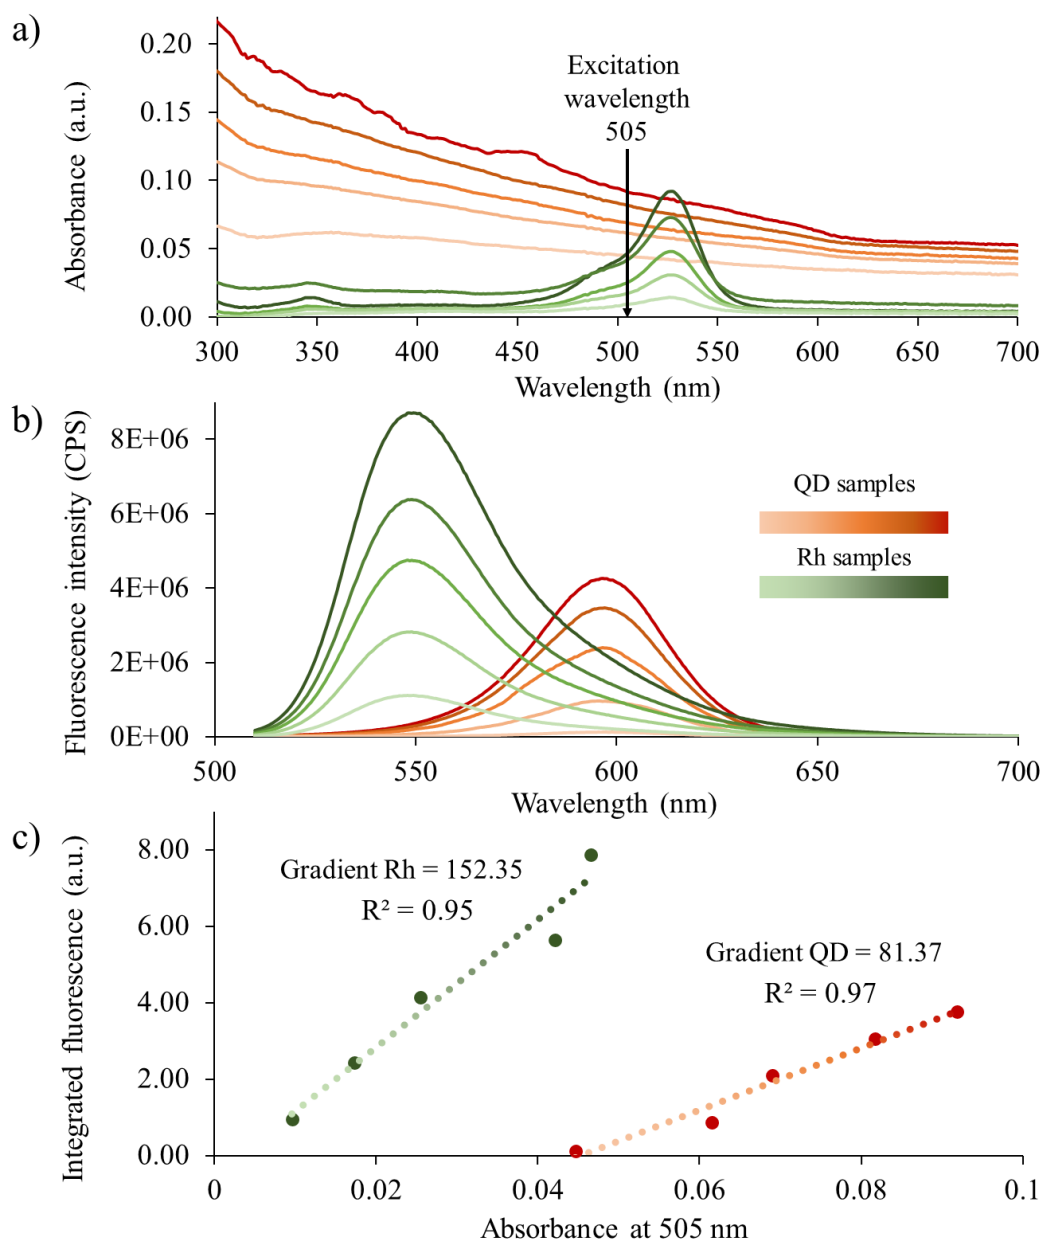 a)
Absorbance (a.u.)
0.20
0.15
0.10
0.05
0.00
Excitation
wavelength
505
300 350 400 450 500 550 600 650 700
Wavelength (nm)
b)
Fluorescence intensity (CPS)
8E+06
6E+06
4E+06
2E+06
0E+00
QD samples
Rh samples
500 550 600 650 700
Wavelength (nm)
c)
Integrated fluorescence (a.u.)
8.00
6.00
4.00
2.00
0.00
Gradient Rh = 152.35
R² = 0.95
Gradient QD = 81.37
R² = 0.97
0 0.02 0.04 0.06 0.08 0.1
Absorbance at 505 nm